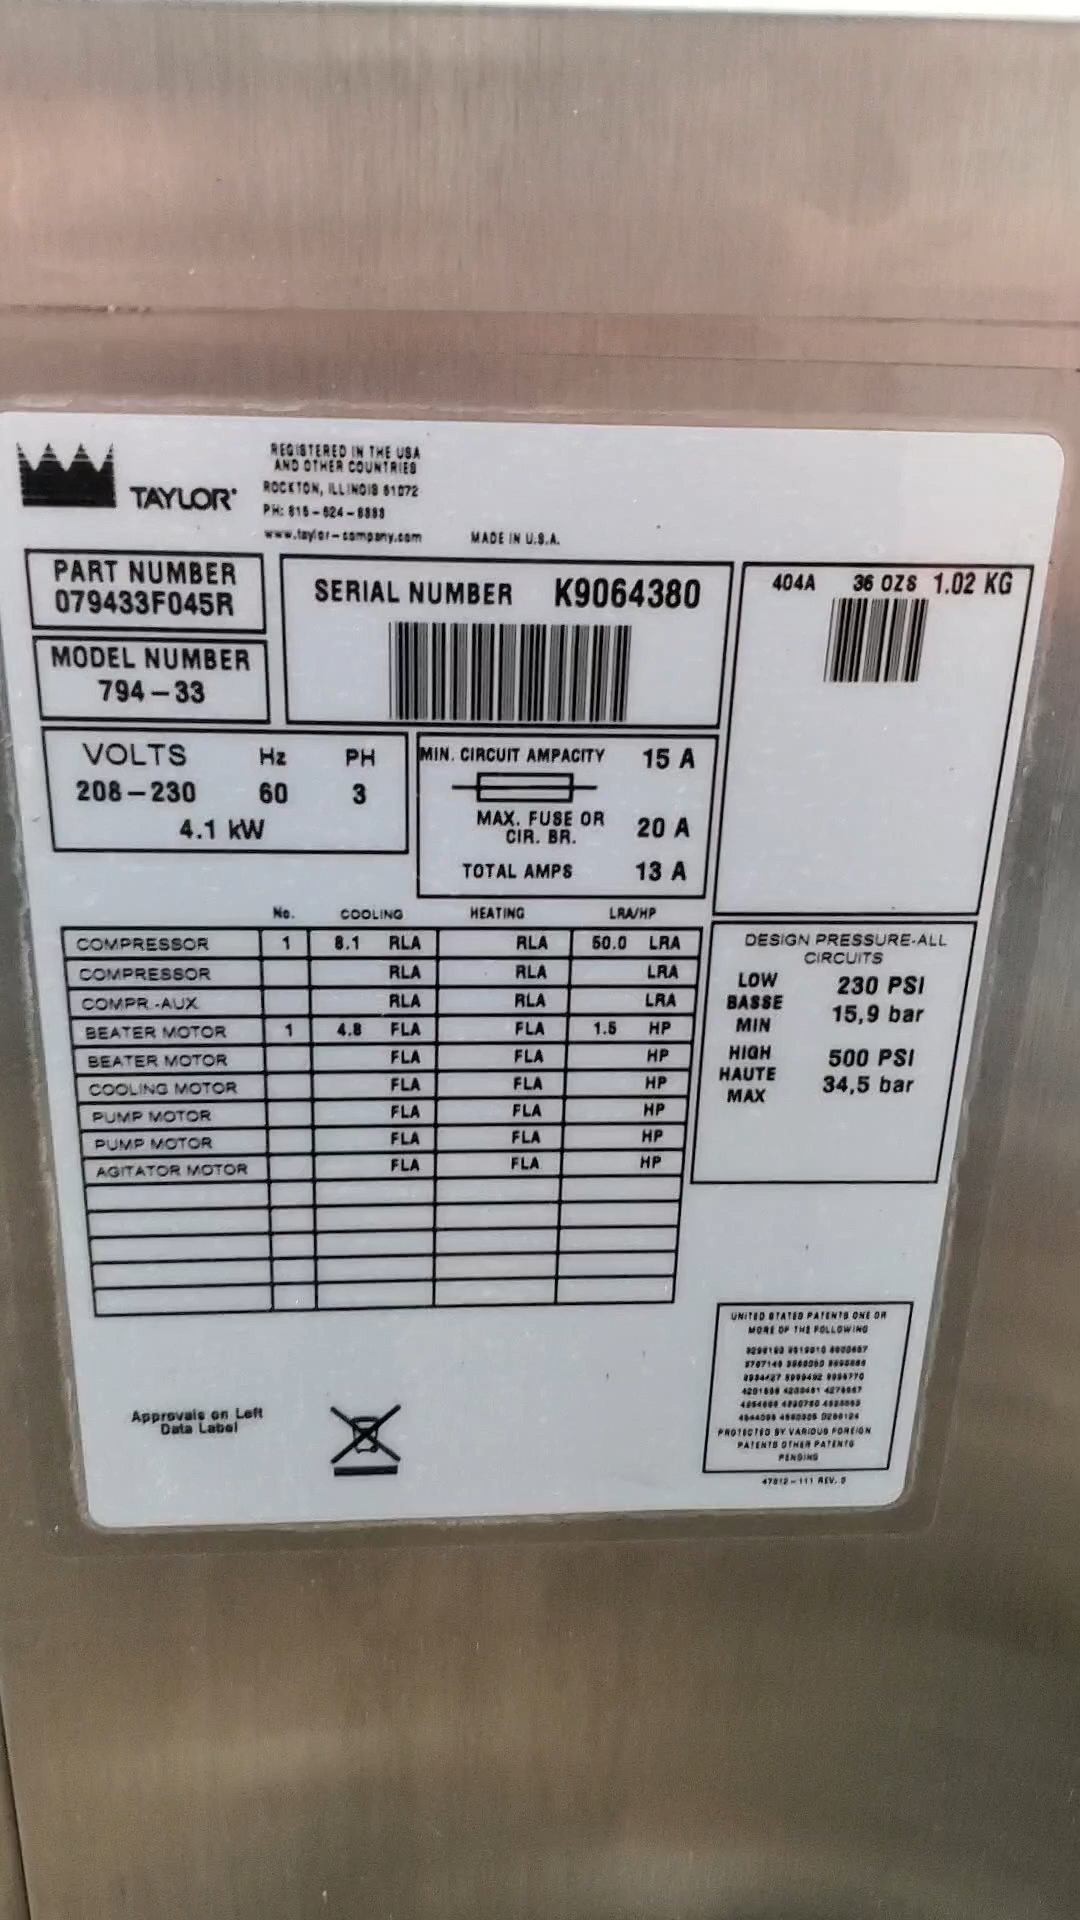 TAYLOR
REGISTERED IN THE USA
AND OTHER COUNTRIES
ROCKTON, ILLINOIS 61072
www.taylor-company.com
MADE IN U.S.A.
PART NUMBER
079433F045R
MODEL NUMBER
794-33
SERIAL NUMBER K9064380
404A 36 OZS 1.02 KG
VOLTS Hz PH
208-230 60 3
4.1 kW
MIN. CIRCUIT AMPACITY 15 A
MAX. FUSE OR
CIR. BR. 20 A
TOTAL AMPS 13 A
No. COOLING HEATING LRA/HP
COMPRESSOR 1 8.1 RLA RLA LRA
COMPRESSOR RLA RLA LRA
COMPR.-AUX. RLA RLA LRA
BEATER MOTOR 1 4.8 FLA FLA 1.5 HP
BEATER MOTOR FLA FLA HP
COOLING MOTOR FLA FLA HP
PUMP MOTOR FLA FLA HP
PUMP MOTOR FLA FLA HP
AGITATOR MOTOR FLA FLA HP
DESIGN PRESSURE-ALL
CIRCUITS
LOW
BASSE
MIN
230 PSI
15,9 bar
HIGH
HAUTE
MAX
500 PSI
34,5 bar
Approvals on Left
Data Label
UNITED STATES PATENTS ONE OR
MORE OF THE FOLLOWING
PROTECTED BY VARIOUS FOREIGN
PATENTS OTHER PATENTS
PENDING